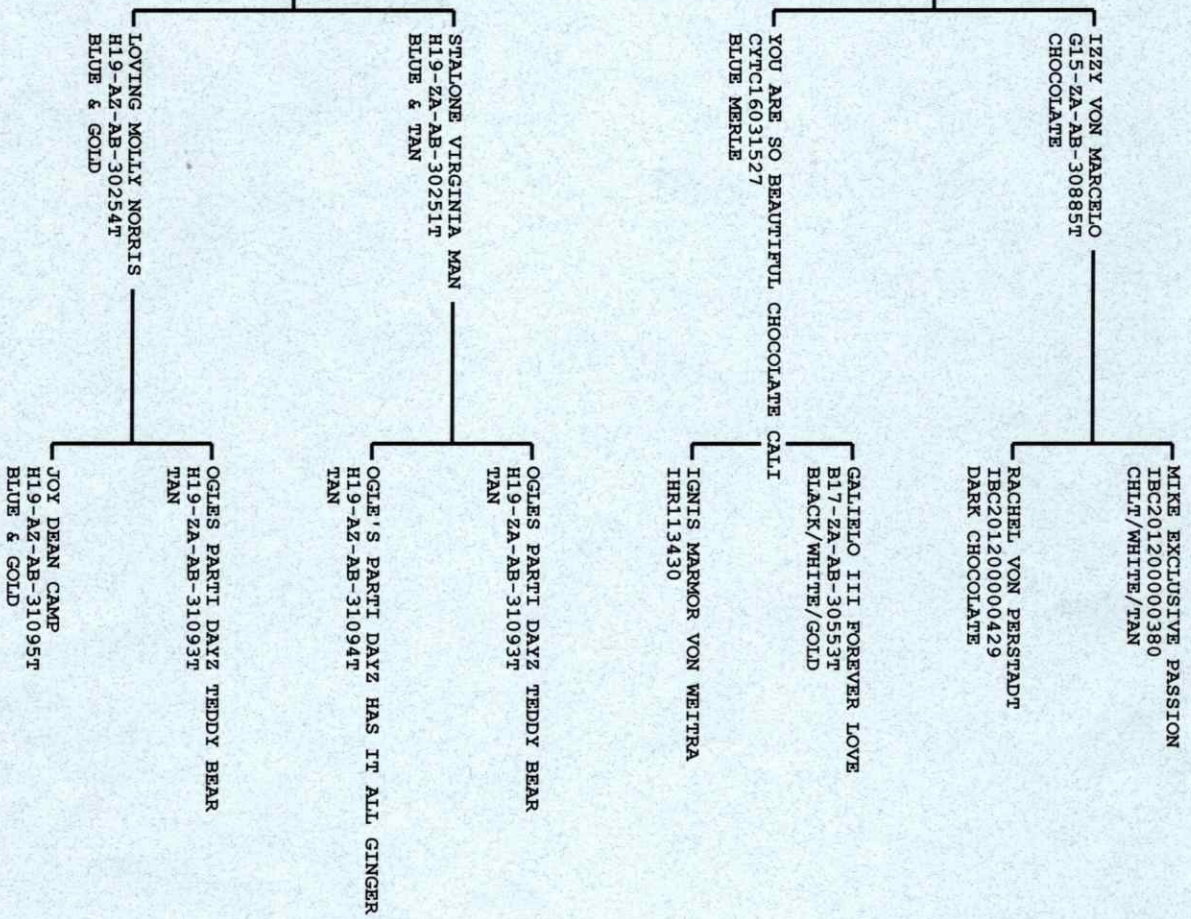 IZZY VON MARCELO
G15-ZA-AB-30885T
CHOCOLATE
MIKE EXCLUSIVE PASSION
IBC201200000380
CHLT/WHITE/TAN
RACHEL VON PERSTADT
IBC201200000429
DARK CHOCOLATE
YOU ARE SO BEAUTIFUL CHOCOLATE CALI
CYTC16031527
BLUE MERLE
GALIELO III FOREVER LOVE
B17-ZA-AB-30553T
BLACK/WHITE/GOLD
IGNIS MARMOR VON WEITRA
IHR113430
STALONE VIRGINIA MAN
H19-ZA-AB-30251T
BLUE & TAN
OGLES PARTI DAYZ TEDDY BEAR
H19-ZA-AB-31093T
TAN
OGLE'S PARTI DAYZ HAS IT ALL GINGER
H19-AZ-AB-31094T
TAN
LOVING MOLLY NORRIS
H19-AZ-AB-30254T
BLUE & GOLD
OGLES PARTI DAYZ TEDDY BEAR
H19-ZA-AB-31093T
TAN
JOY DEAN CAMP
H19-AZ-AB-31095T
BLUE & GOLD